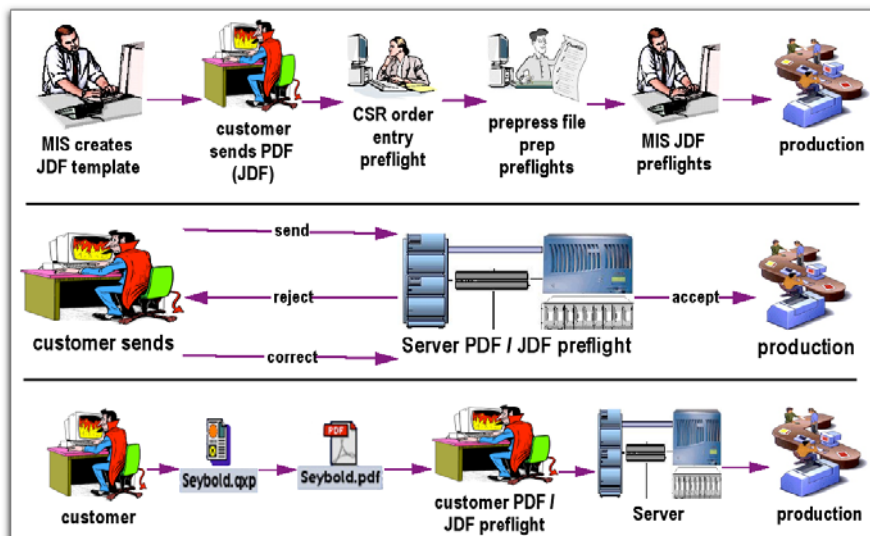 MIS creates
JDF template
customer
sends PDF
(JDF)
CSR order
entry
preflight
prepress file
prep
preflights
MIS JDF
preflights
production
send
reject
accept
correct
customer sends
Server PDF / JDF preflight
production
customer
Seybold.qxp
PDF
Seybold.pdf
customer PDF /
JDF preflight
Server
production